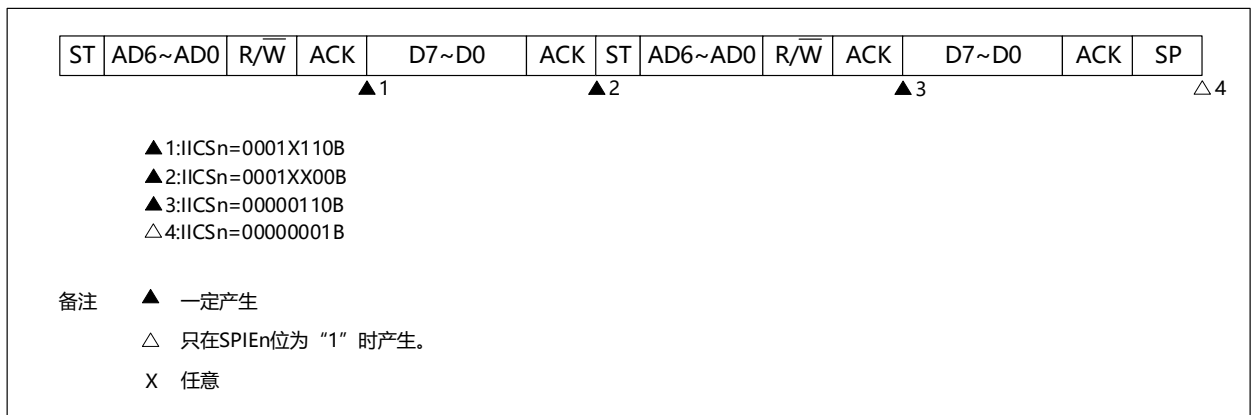 ST AD6~AD0 R/W̅ ACK D7~D0 ACK ST AD6~AD0 R/W̅ ACK D7~D0 ACK SP
▲1 ▲2 ▲3 △4
▲1:IICSn=0001X110B
▲2:IICSn=0001XX00B
▲3:IICSn=00000110B
△4:IICSn=00000001B
备注 ▲ 一定产生
△ 只在SPIEn位为“1”时产生。
X 任意